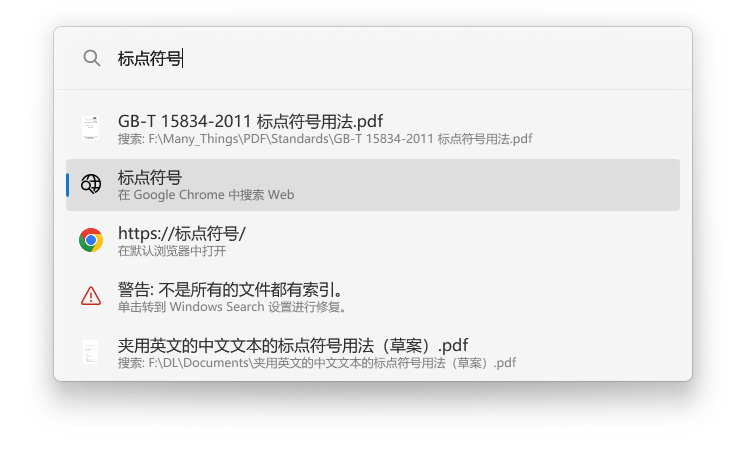 标点符号
GB-T 15834-2011 标点符号用法.pdf
搜索: F:\Many_Things\PDF\Standards\GB-T 15834-2011 标点符号用法.pdf
标点符号
在 Google Chrome 中搜索 Web
https://标点符号/
在默认浏览器中打开
警告: 不是所有的文件都有索引。
单击转到 Windows Search 设置进行修复。
夹用英文的中文文本的标点符号用法（草案）.pdf
搜索: F:\DL\Documents\夹用英文的中文文本的标点符号用法（草案）.pdf